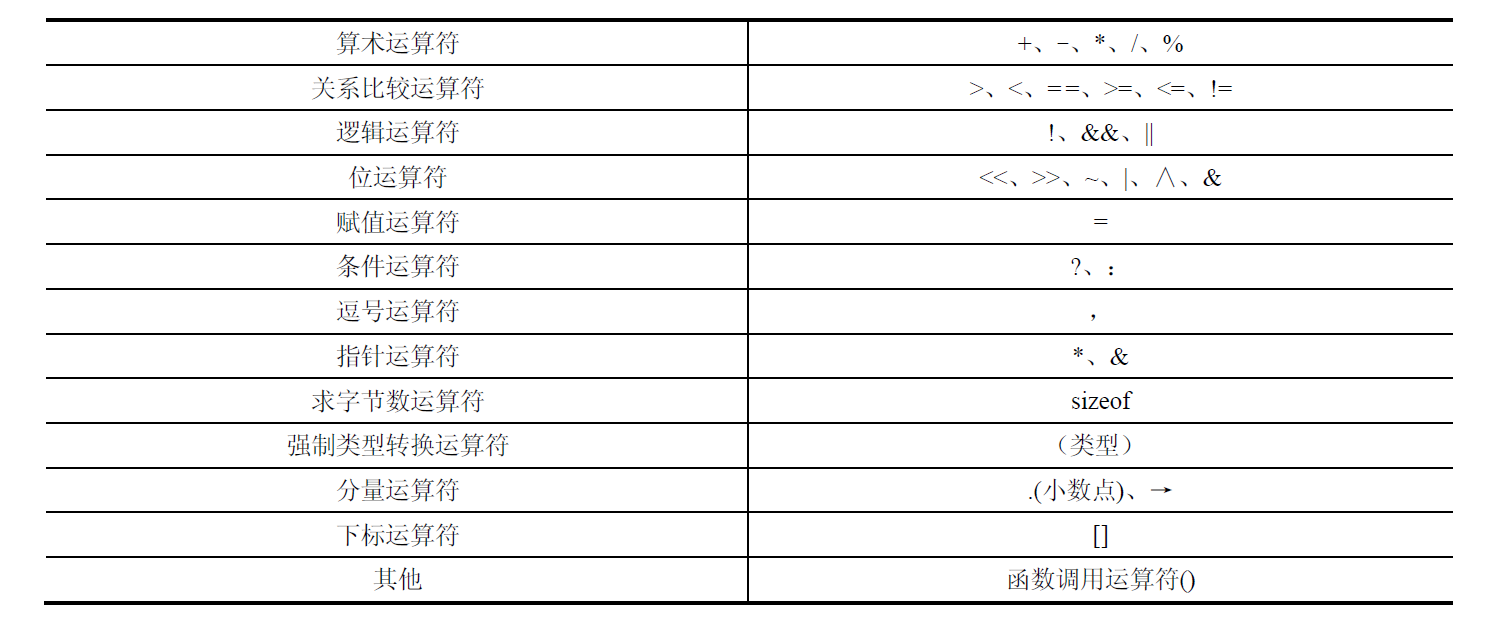 算术运算符 +、−、*、/、%
关系比较运算符 >、<、==、>=、<=、!=
逻辑运算符 !、&&、||
位运算符 <<、>>、~、|、∧、&
赋值运算符 =
条件运算符 ?、:
逗号运算符 ，
指针运算符 *、&
求字节数运算符 sizeof
强制类型转换运算符 （类型）
分量运算符 .(小数点)、→
下标运算符 []
其他 函数调用运算符()